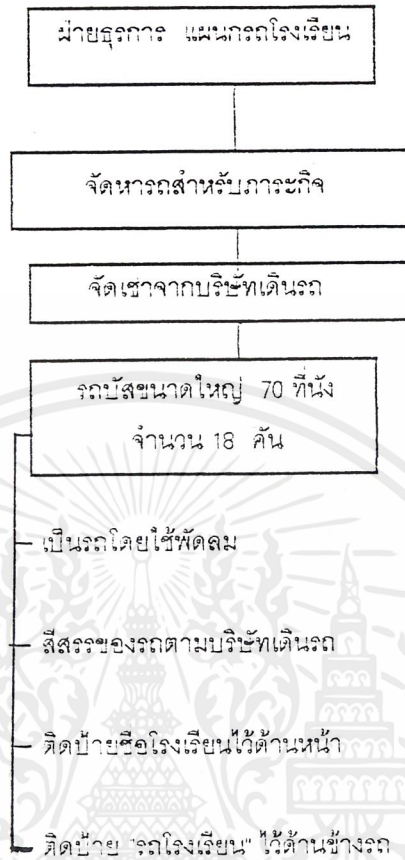 ฝ่ายธุรการ แผนกรถโรงเรียน
จัดหารถสำหรับภาระกิจ
จัดเช่าจากบริษัทเดินรถ
รถบัสขนาดใหญ่ 70 ที่นั่ง
จำนวน 18 คัน
เป็นรถโดยใช้พัดลม
สีสรรของรถตามบริษัทเดินรถ
ติดป้ายชื่อโรงเรียนไว้ด้านหน้า
ติดป้าย "รถโรงเรียน" ไว้ด้านข้างรถ